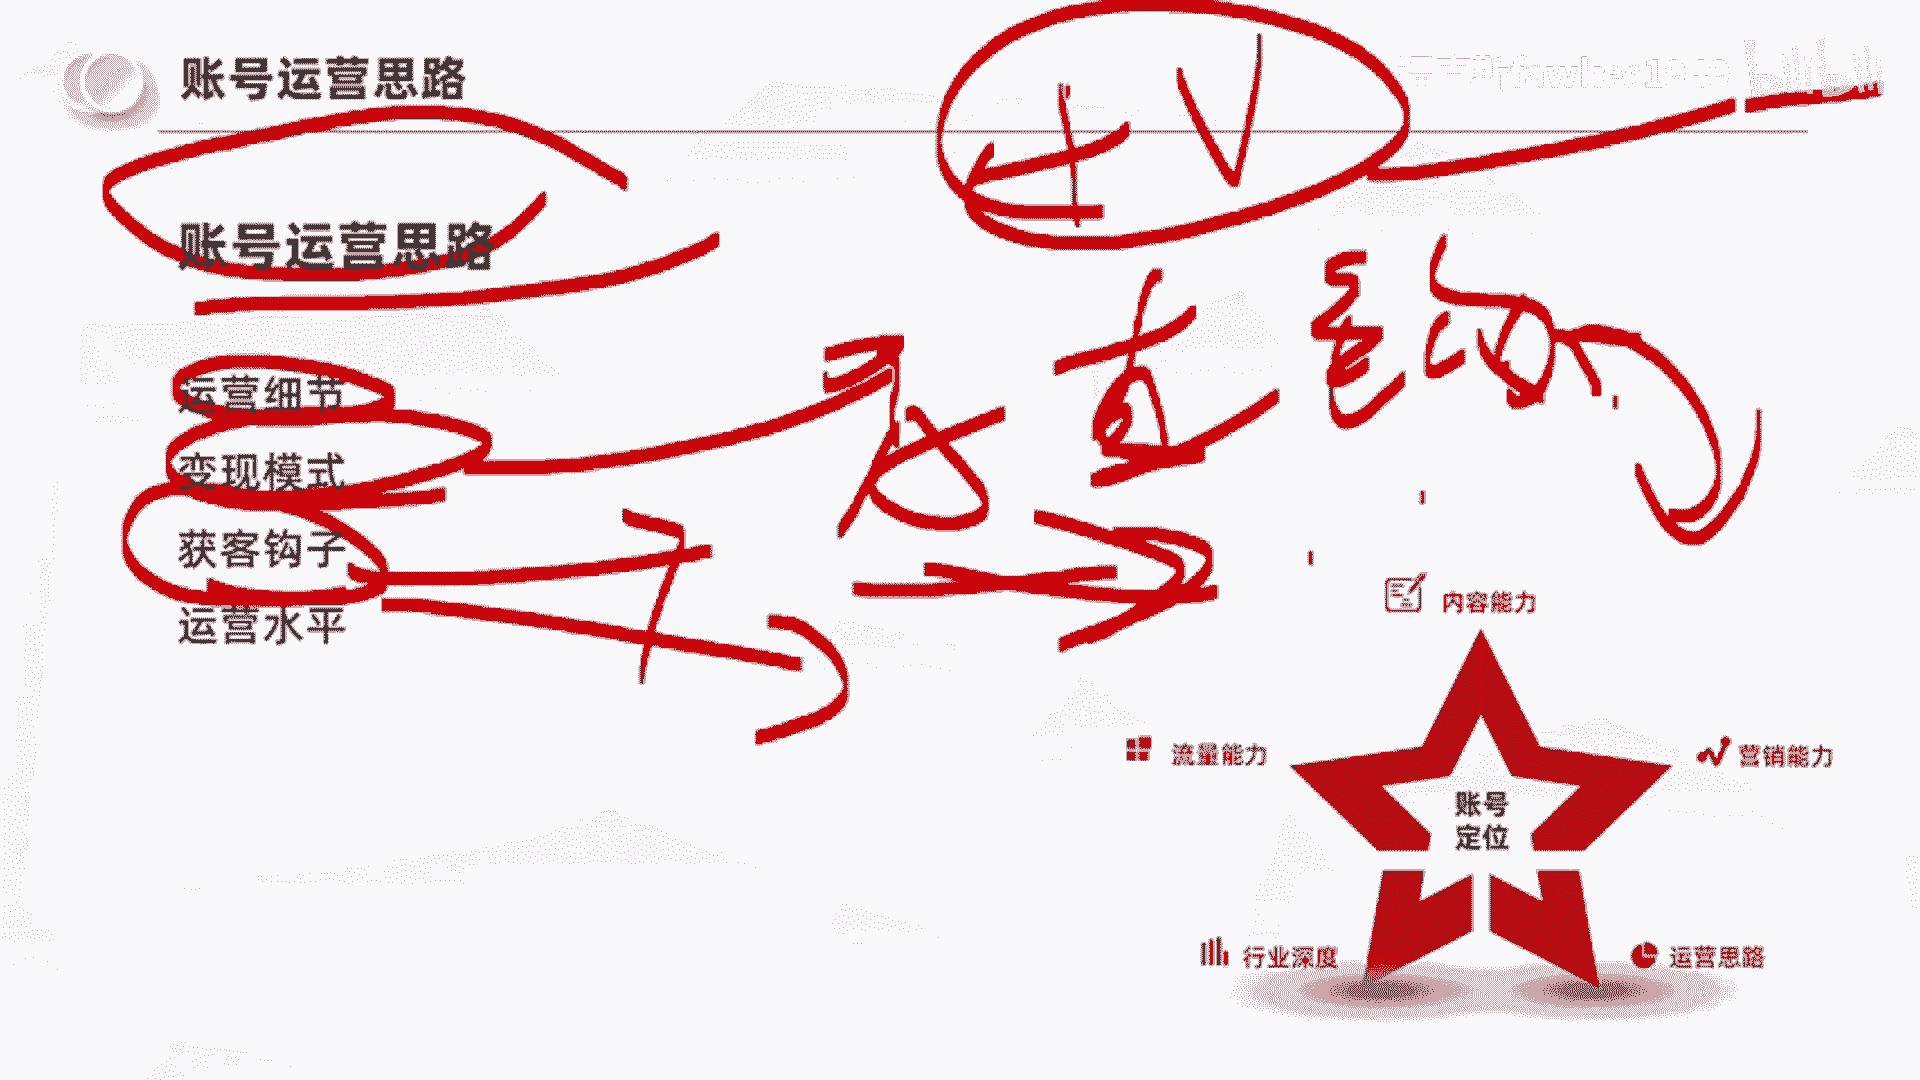 账号运营思路
+V
账号运营思路
运营细节
变现模式
获客钩子
运营水平
内容能力
流量能力
营销能力
账号
定位
行业深度
运营思路